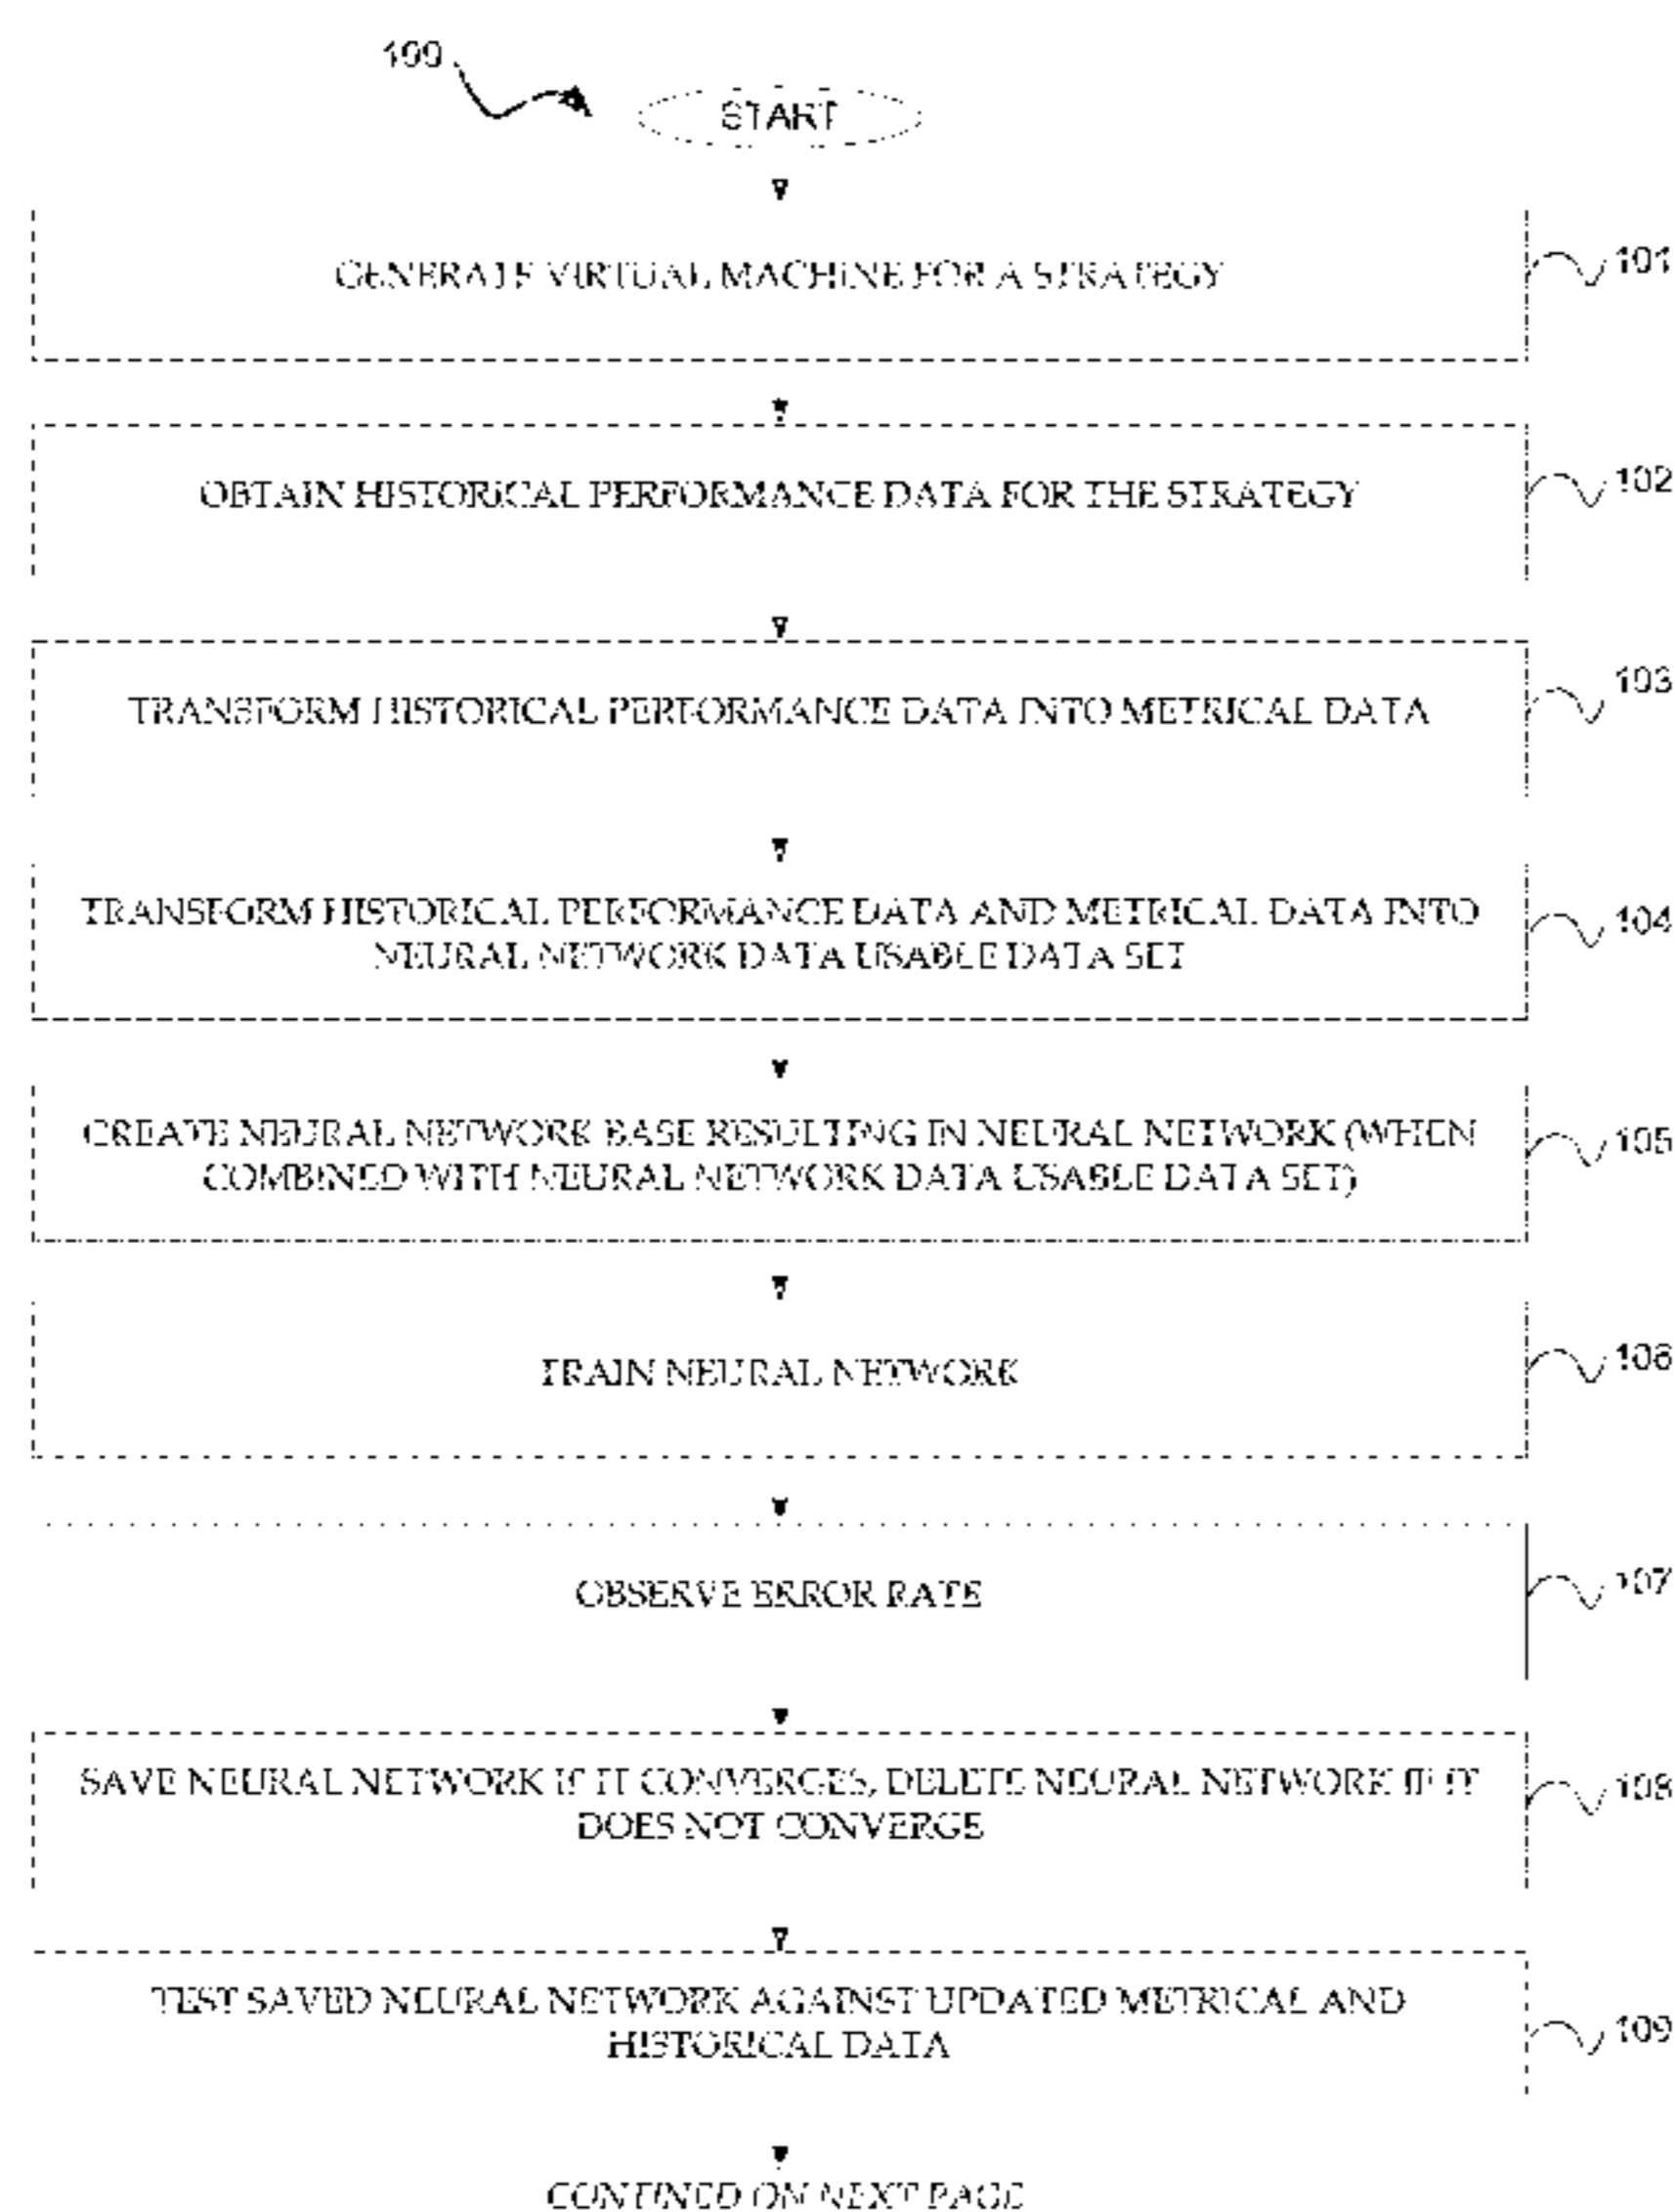 100
START
GENERATE VIRTUAL MACHINE FOR A STRATEGY
101
OBTAIN HISTORICAL PERFORMANCE DATA FOR THE STRATEGY
102
TRANSFORM HISTORICAL PERFORMANCE DATA INTO METRICAL DATA
103
TRANSFORM HISTORICAL PERFORMANCE DATA AND METRICAL DATA INTO
NEURAL NETWORK DATA USABLE DATA SET
104
CREATE NEURAL NETWORK BASE RESULTING IN NEURAL NETWORK (WHEN
COMBINED WITH NEURAL NETWORK DATA USABLE DATA SET)
105
TRAIN NEURAL NETWORK
106
OBSERVE ERROR RATE
107
SAVE NEURAL NETWORK IF IT CONVERGES, DELETE NEURAL NETWORK IF IT
DOES NOT CONVERGE
108
TEST SAVED NEURAL NETWORK AGAINST UPDATED METRICAL AND
HISTORICAL DATA
109
CONTINED ON NEXT PAGE